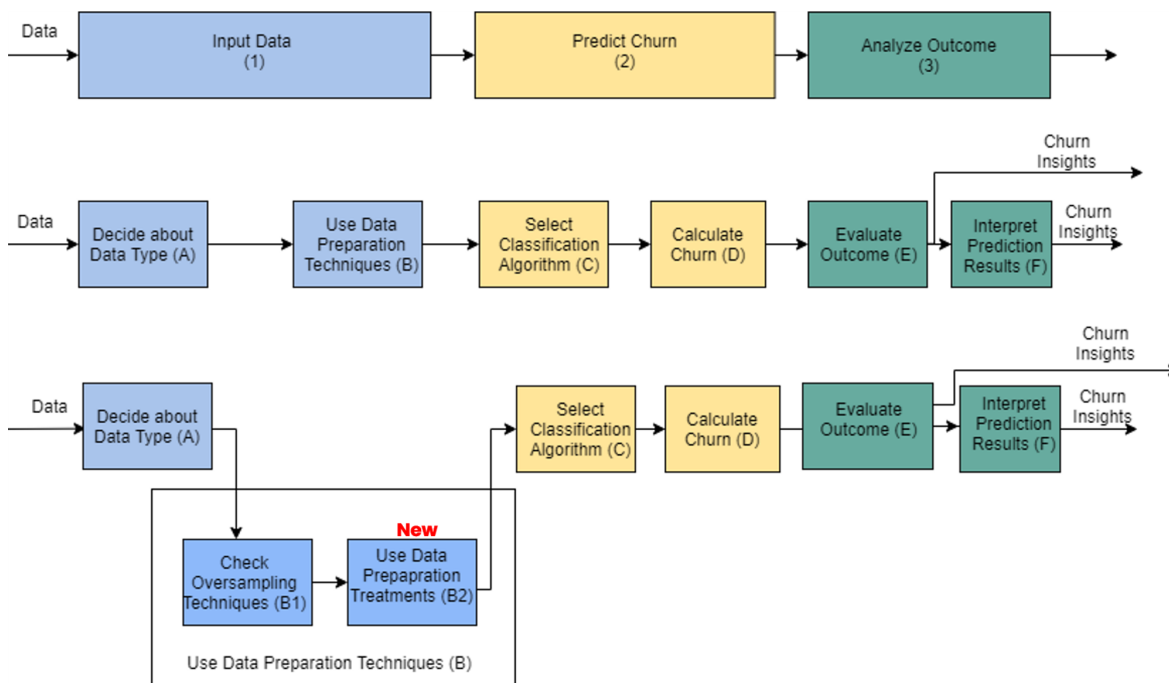 Data
Input Data
(1)
Predict Churn
(2)
Analyze Outcome
(3)
Churn
Insights
Data
Decide about
Data Type (A)
Use Data
Preparation
Techniques (B)
Select
Classification
Algorithm (C)
Calculate
Churn (D)
Evaluate
Outcome (E)
Interpret
Prediction
Results (F)
Churn
Insights
Churn
Insights
Data
Decide about
Data Type (A)
Select
Classification
Algorithm (C)
Calculate
Churn (D)
Evaluate
Outcome (E)
Interpret
Prediction
Results (F)
Churn
Insights
New
Check
Oversampling
Techniques (B1)
Use Data
Prepapration
Treatments (B2)
Use Data Preparation Techniques (B)